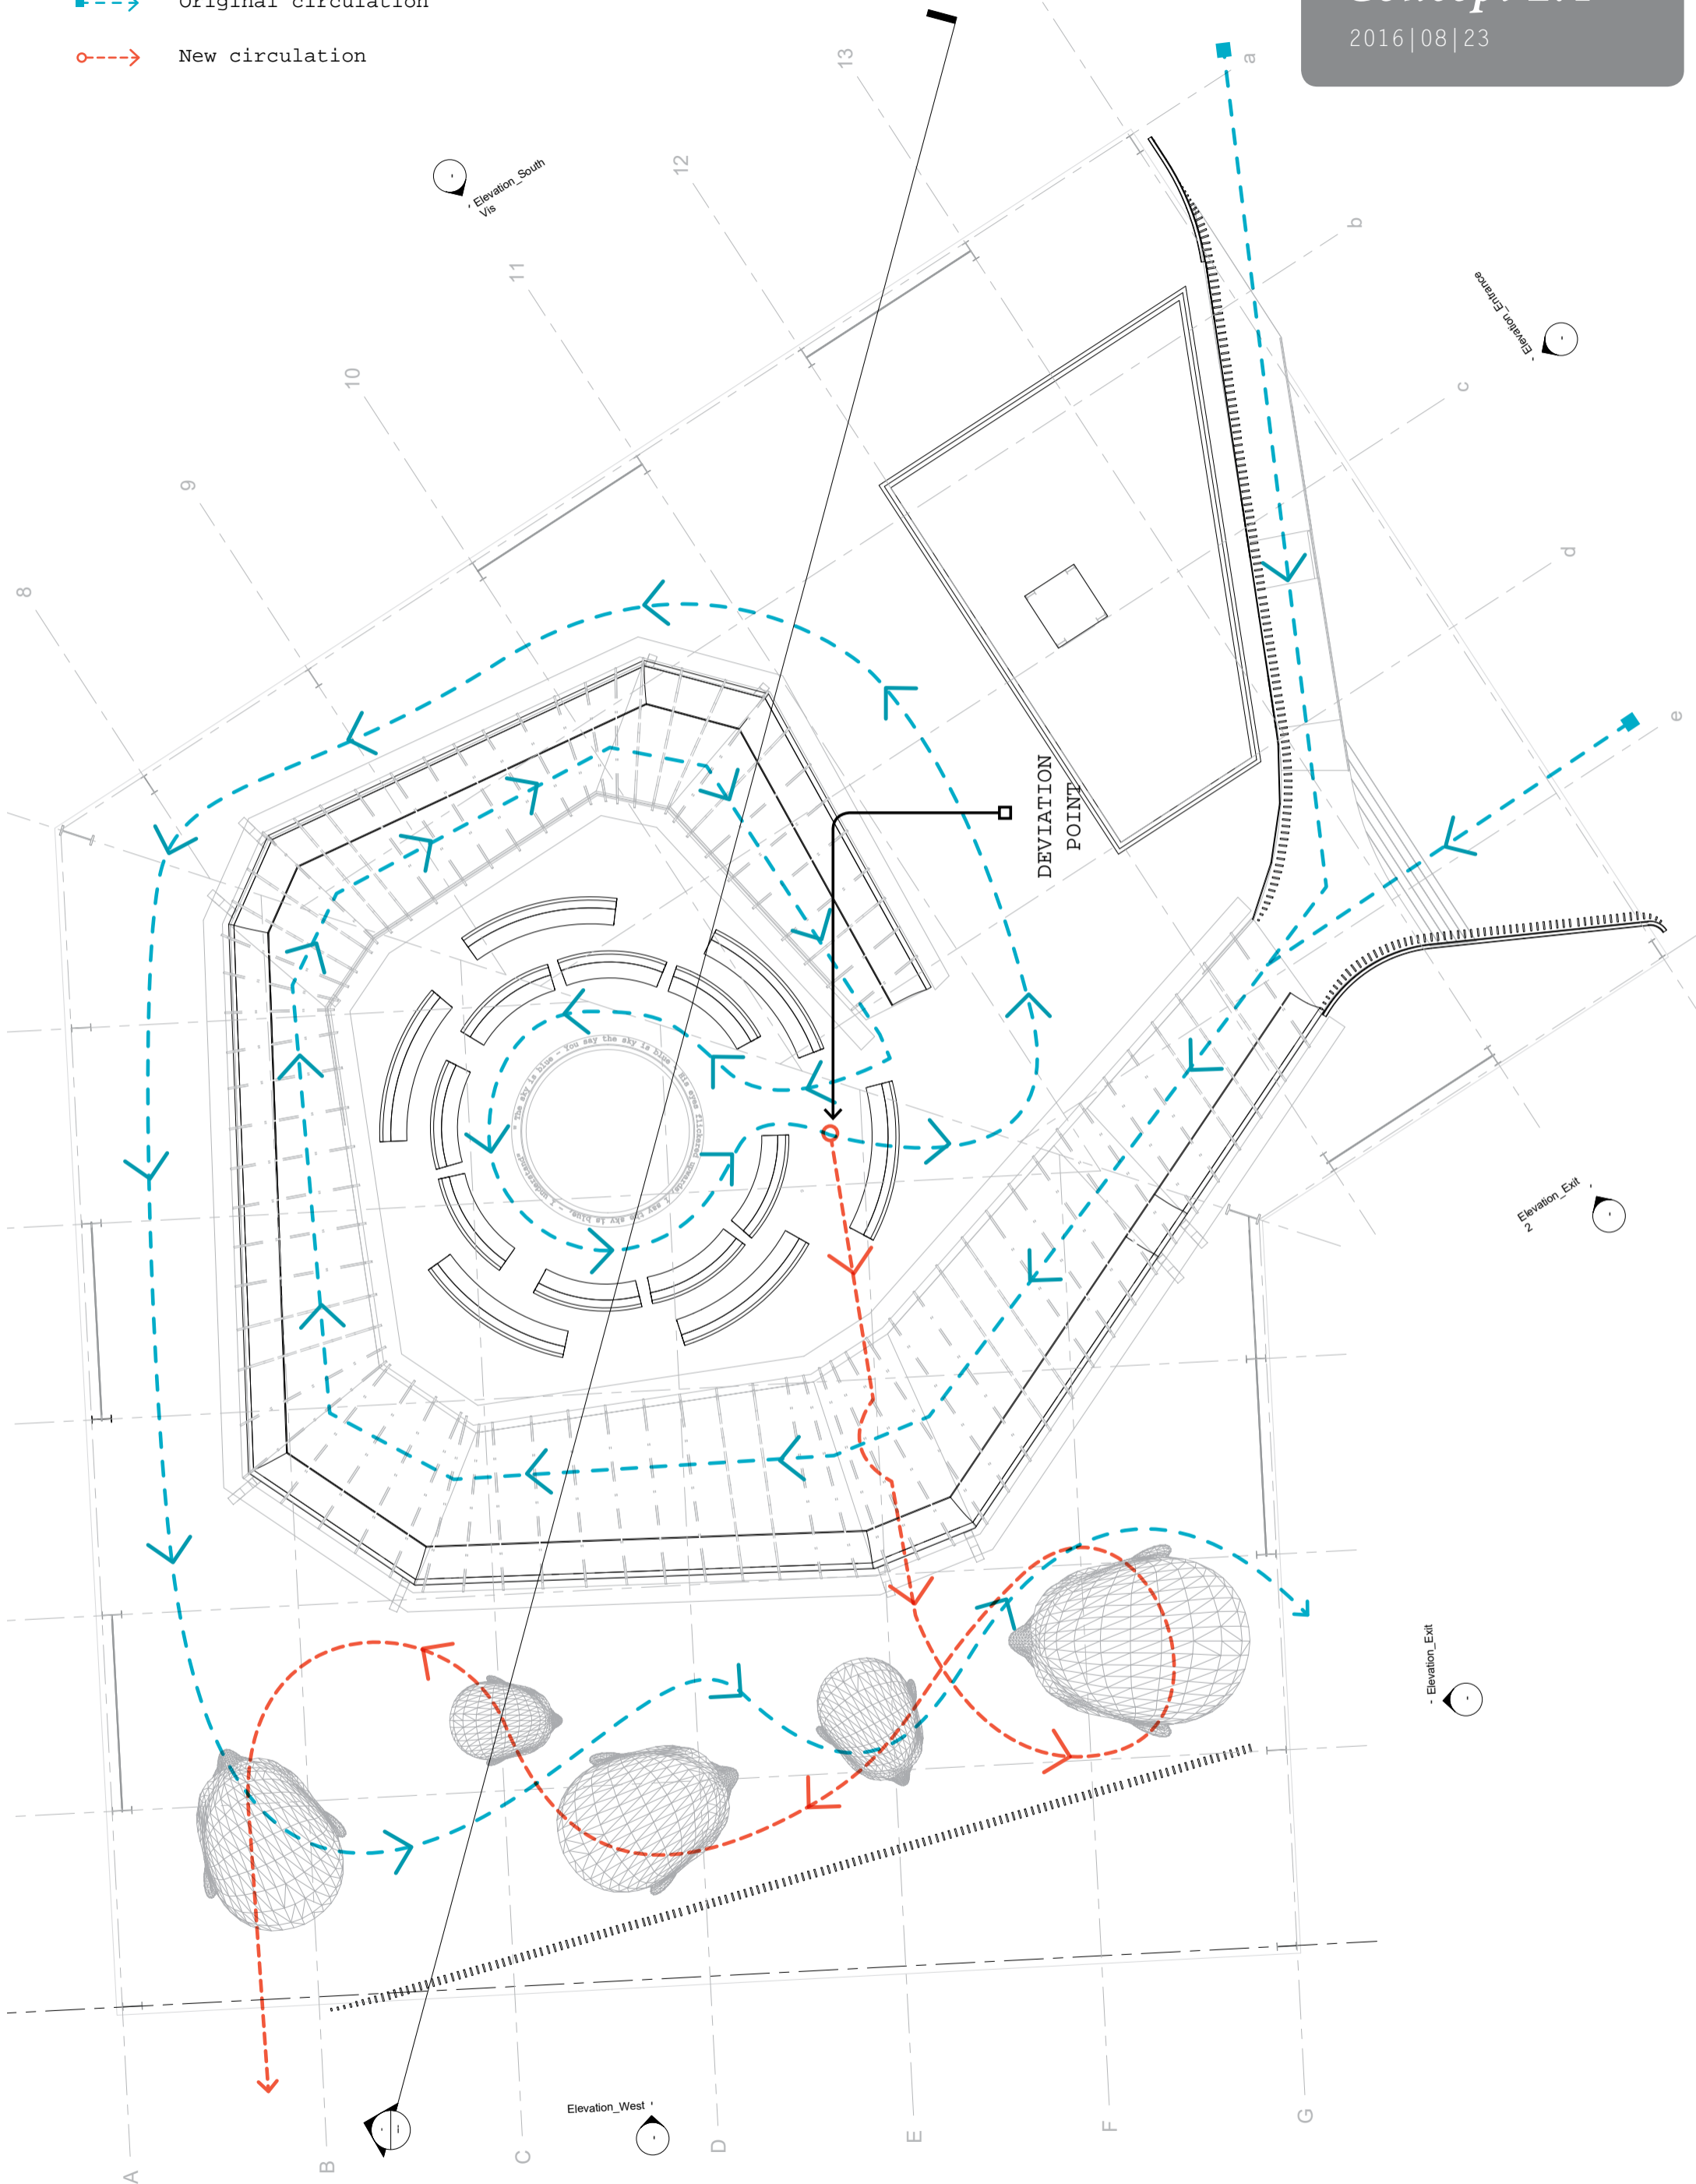 Original circulation
New circulation
2016|08|23
13
a
12
- Elevation_South
Vis
b
11
- Elevation_Entrance
10
c
9
d
8
e
DEVIATION
POINT
Elevation_Exit -
2
- Elevation_Exit
Elevation_West -
A
B
C
D
E
F
G